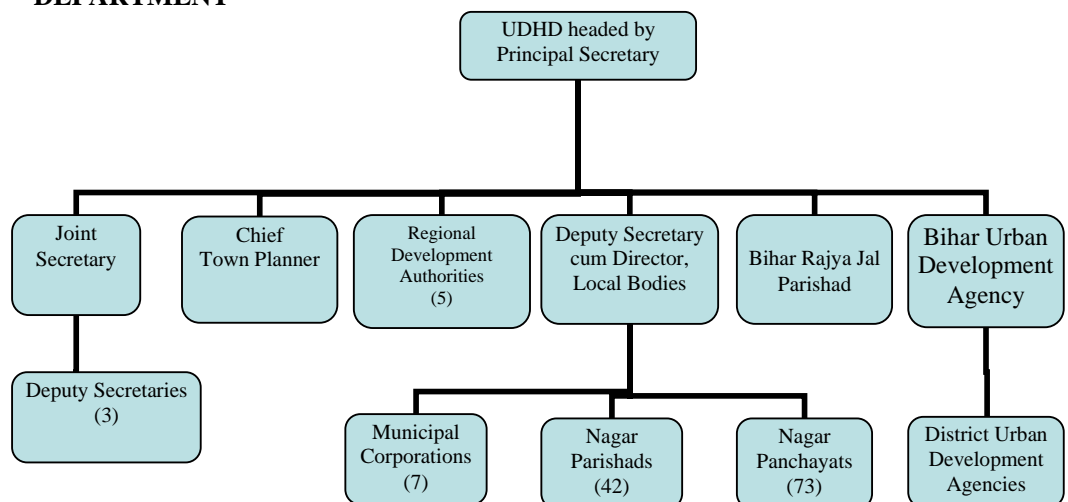 DEPARTMENT
UDHD headed by
Principal Secretary
Joint
Secretary
Chief
Town Planner
Regional
Development
Authorities
(5)
Deputy Secretary
cum Director,
Local Bodies
Bihar Rajya Jal
Parishad
Bihar Urban
Development
Agency
Deputy Secretaries
(3)
Municipal
Corporations
(7)
Nagar
Parishads
(42)
Nagar
Panchayats
(73)
District Urban
Development
Agencies